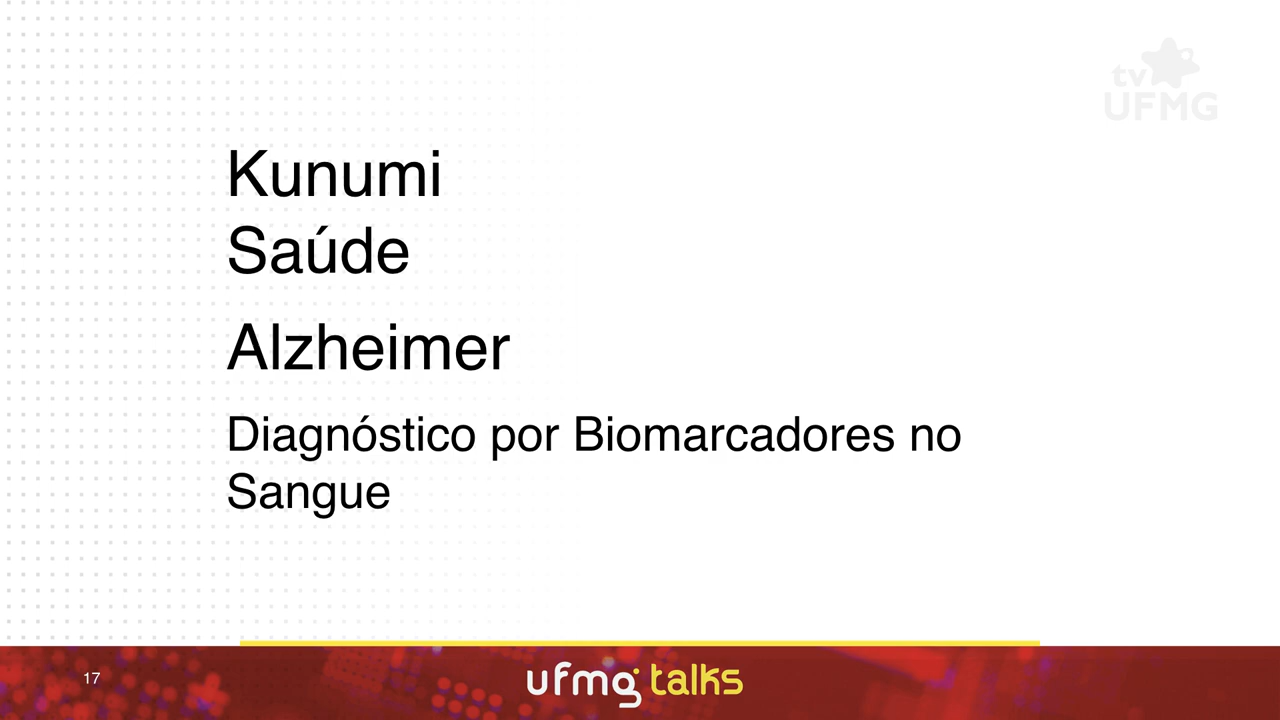 tv
UFMG
Kunumi
Saúde
Alzheimer
Diagnóstico por Biomarcadores no
Sangue
17
ufmg talks